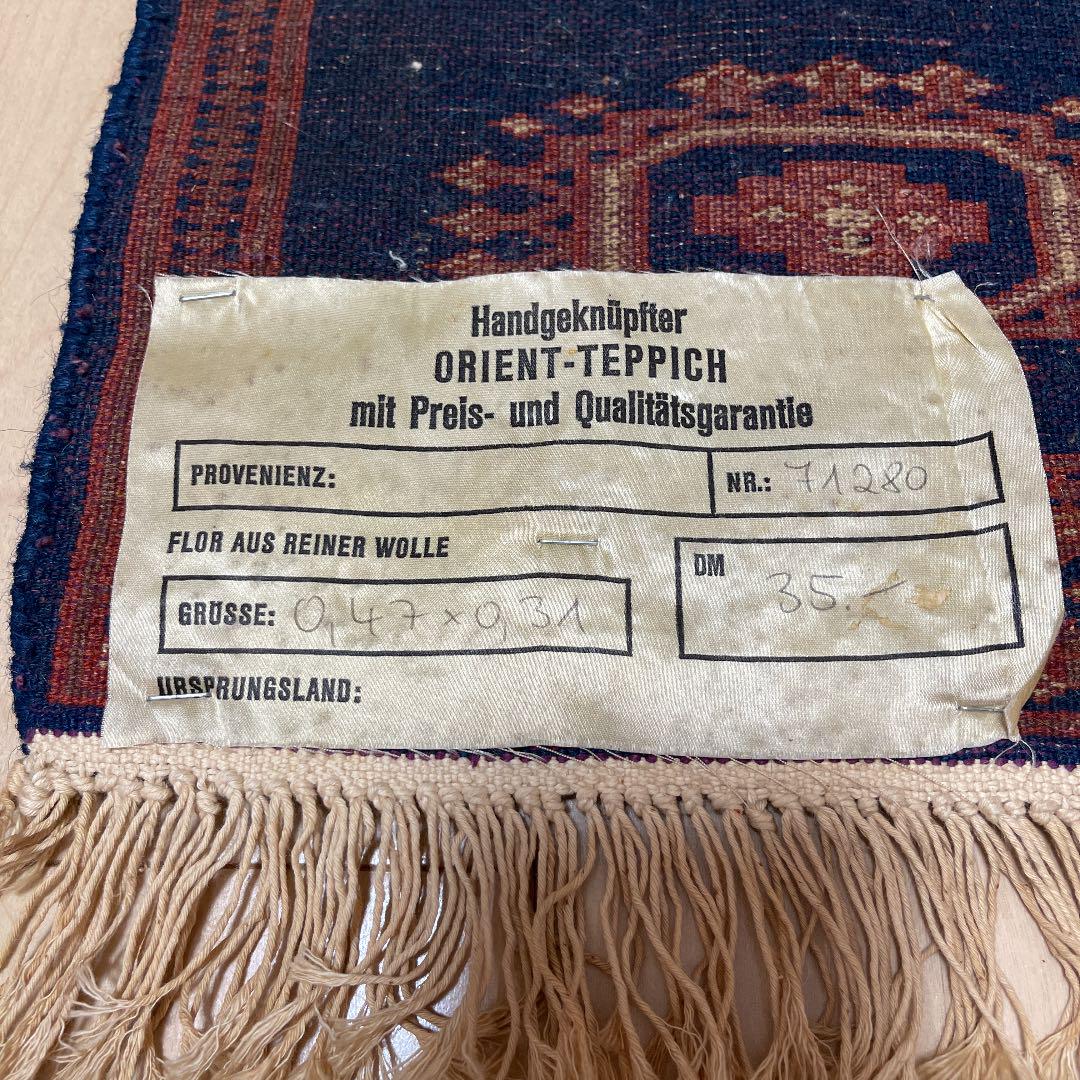 Handgeknüpfter
ORIENT-TEPPICH
mit Preis- und Qualitätsgarantie
PROVENIENZ:
NR.: 71280
FLOR AUS REINER WOLLE
DM 35.-
GRÖSSE: 0,47 x 0,31
URSPRUNGSLAND: